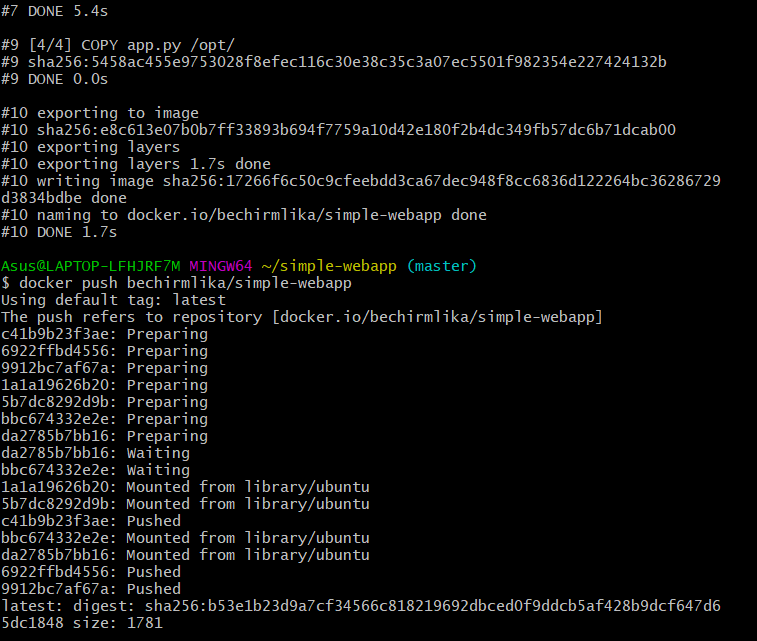 #7 DONE 5.4s
#9 [4/4] COPY app.py /opt/
#9 sha256:5458ac455e9753028f8efec116c30e38c35c3a07ec5501f982354e227424132b
#9 DONE 0.0s
#10 exporting to image
#10 sha256:e8c613e07b0b7ff33893b694f7759a10d42e180f2b4dc349fb57dc6b71dcab00
#10 exporting layers
#10 exporting layers 1.7s done
#10 writing image sha256:17266f6c50c9cfeebdd3ca67dec948f8cc6836d122264bc36286729
d3834bdbe done
#10 naming to docker.io/bechirmlika/simple-webapp done
#10 DONE 1.7s
Asus@LAPTOP-LFHJRF7M MINGW64 ~/simple-webapp (master)
$ docker push bechirmlika/simple-webapp
Using default tag: latest
The push refers to repository [docker.io/bechirmlika/simple-webapp]
c41b9b23f3ae: Preparing
6922ffbd4556: Preparing
9912bc7af67a: Preparing
1a1a19626b20: Preparing
5b7dc8292d9b: Preparing
bbc674332e2e: Preparing
da2785b7bb16: Preparing
da2785b7bb16: Waiting
bbc674332e2e: Waiting
1a1a19626b20: Mounted from library/ubuntu
5b7dc8292d9b: Mounted from library/ubuntu
c41b9b23f3ae: Pushed
bbc674332e2e: Mounted from library/ubuntu
da2785b7bb16: Mounted from library/ubuntu
6922ffbd4556: Pushed
9912bc7af67a: Pushed
latest: digest: sha256:b53e1b23d9a7cf34566c818219692dbced0f9ddcb5af428b9dcf647d6
5dc1848 size: 1781